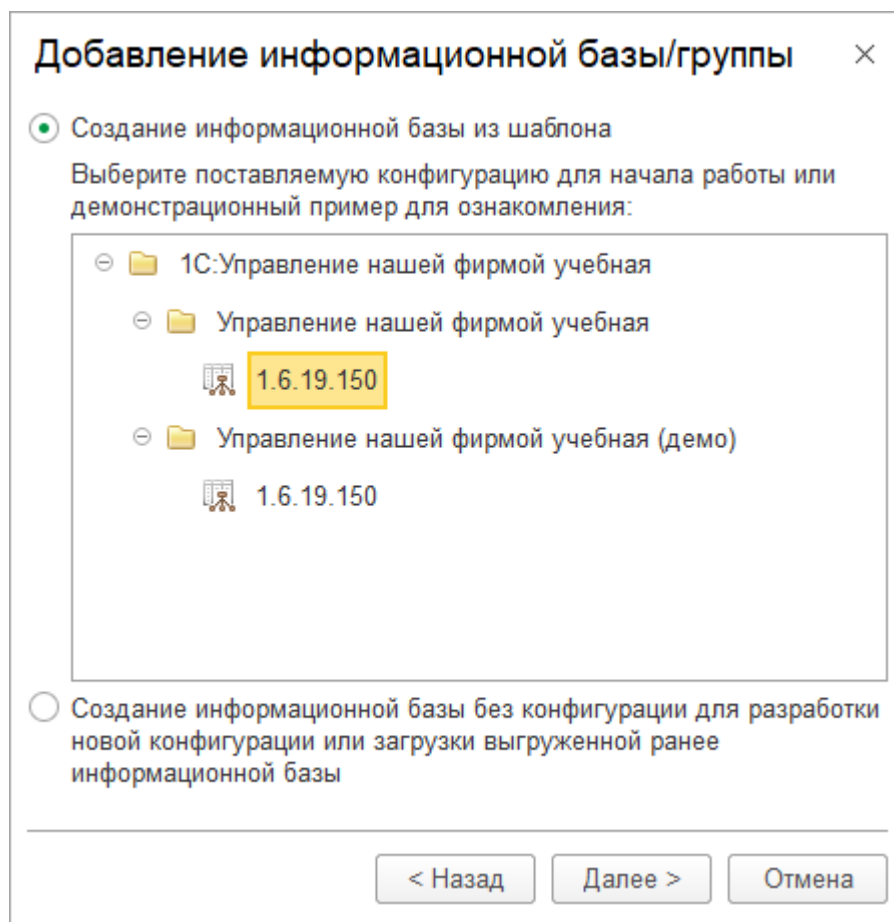 Добавление информационной базы/группы
Создание информационной базы из шаблона
Выберите поставляемую конфигурацию для начала работы или
демонстрационный пример для ознакомления:
1С:Управление нашей фирмой учебная
Управление нашей фирмой учебная
1.6.19.150
Управление нашей фирмой учебная (демо)
1.6.19.150
Создание информационной базы без конфигурации для разработки
новой конфигурации или загрузки выгруженной ранее
информационной базы
< Назад
Далее >
Отмена